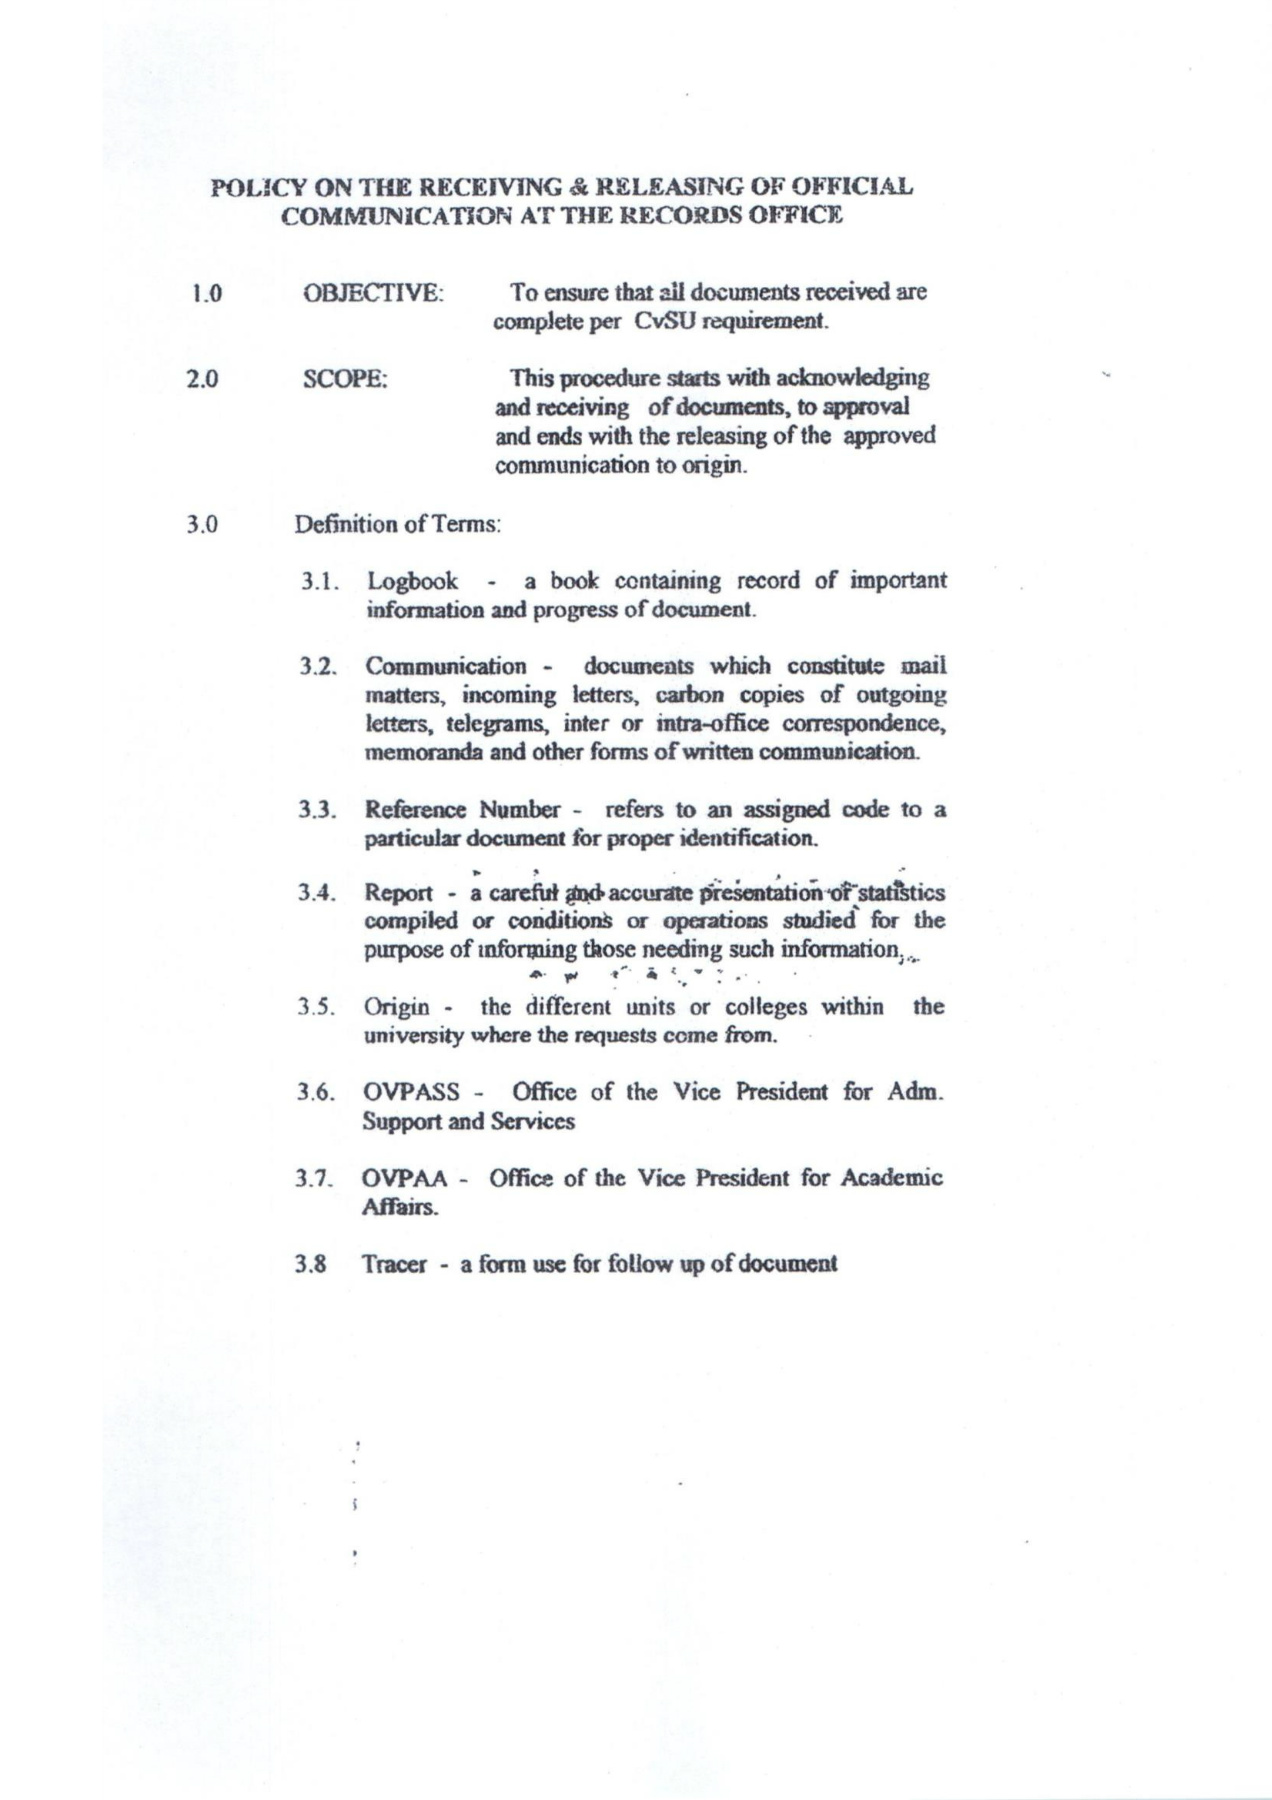 POLICY ON THE RECEIVING & RELEASING OF OFFICIAL
COMMUNICATION AT THE RECORDS OFFICE
1.0 OBJECTIVE: To ensure that all documents received are
complete per CvSU requirement.
2.0 SCOPE: This procedure starts with acknowledging
and receiving of documents, to approval
and ends with the releasing of the approved
communication to origin.
3.0 Definition of Terms:
3.1. Logbook - a book containing record of important
information and progress of document.
3.2. Communication - documents which constitute mail
matters, incoming letters, carbon copies of outgoing
letters, telegrams, inter or intra-office correspondence,
memoranda and other forms of written communication.
3.3. Reference Number - refers to an assigned code to a
particular document for proper identification.
3.4. Report - a careful and accurate presentation of statistics
compiled or conditions or operations studied for the
purpose of informing those needing such information.
3.5. Origin - the different units or colleges within the
university where the requests come from.
3.6. OVPASS - Office of the Vice President for Adm.
Support and Services
3.7. OVPAA - Office of the Vice President for Academic
Affairs.
3.8 Tracer - a form use for follow up of document